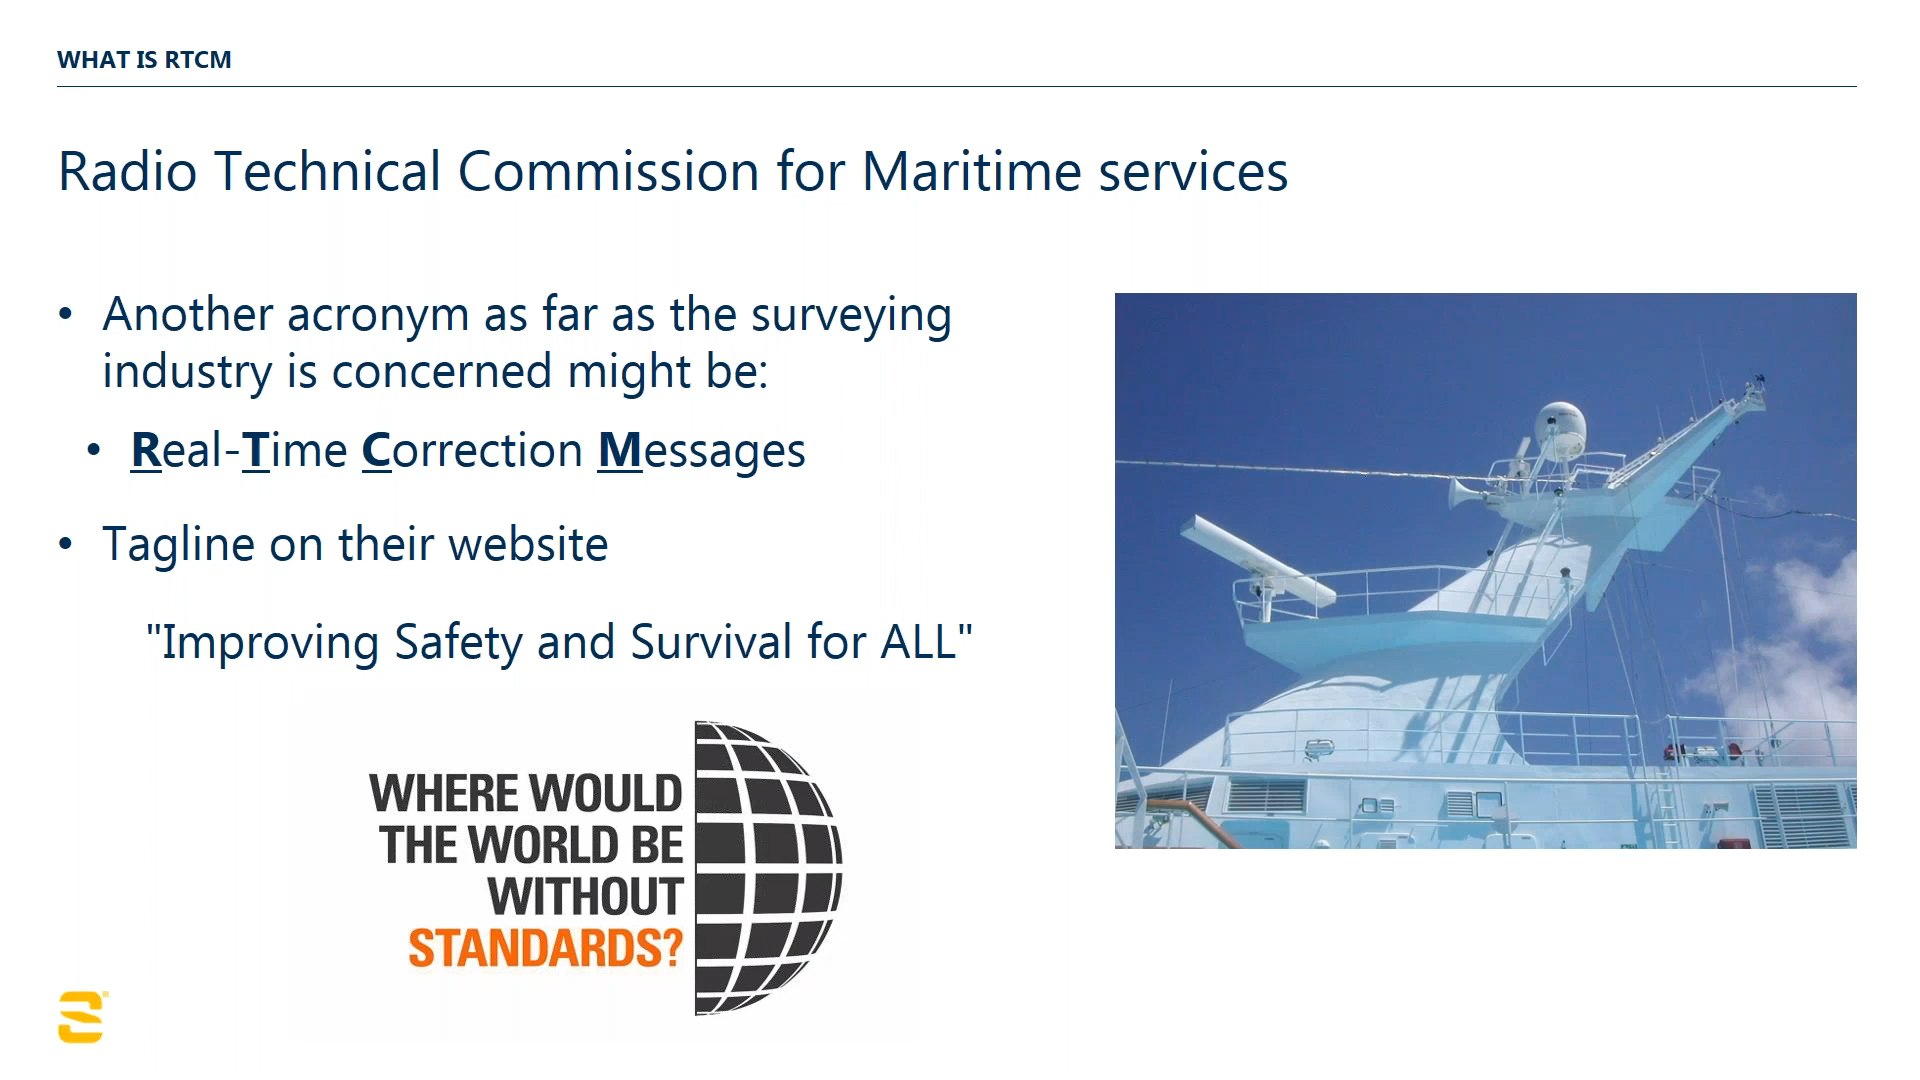 WHAT IS RTCM
Radio Technical Commission for Maritime services
• Another acronym as far as the surveying
industry is concerned might be:
• Real-Time Correction Messages
• Tagline on their website
"Improving Safety and Survival for ALL"
WHERE WOULD
THE WORLD BE
WITHOUT
STANDARDS?